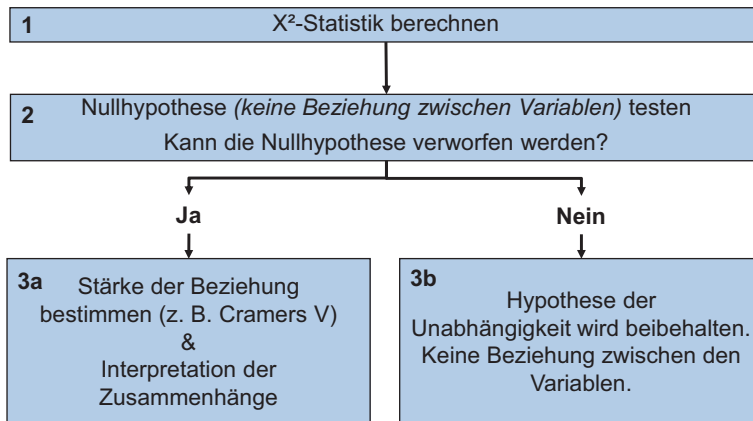 1
X²-Statistik berechnen
2
Nullhypothese (keine Beziehung zwischen Variablen) testen
Kann die Nullhypothese verworfen werden?
Ja
Nein
3a
Stärke der Beziehung
bestimmen (z. B. Cramers V)
&
Interpretation der
Zusammenhänge
3b
Hypothese der
Unabhängigkeit wird beibehalten.
Keine Beziehung zwischen den
Variablen.